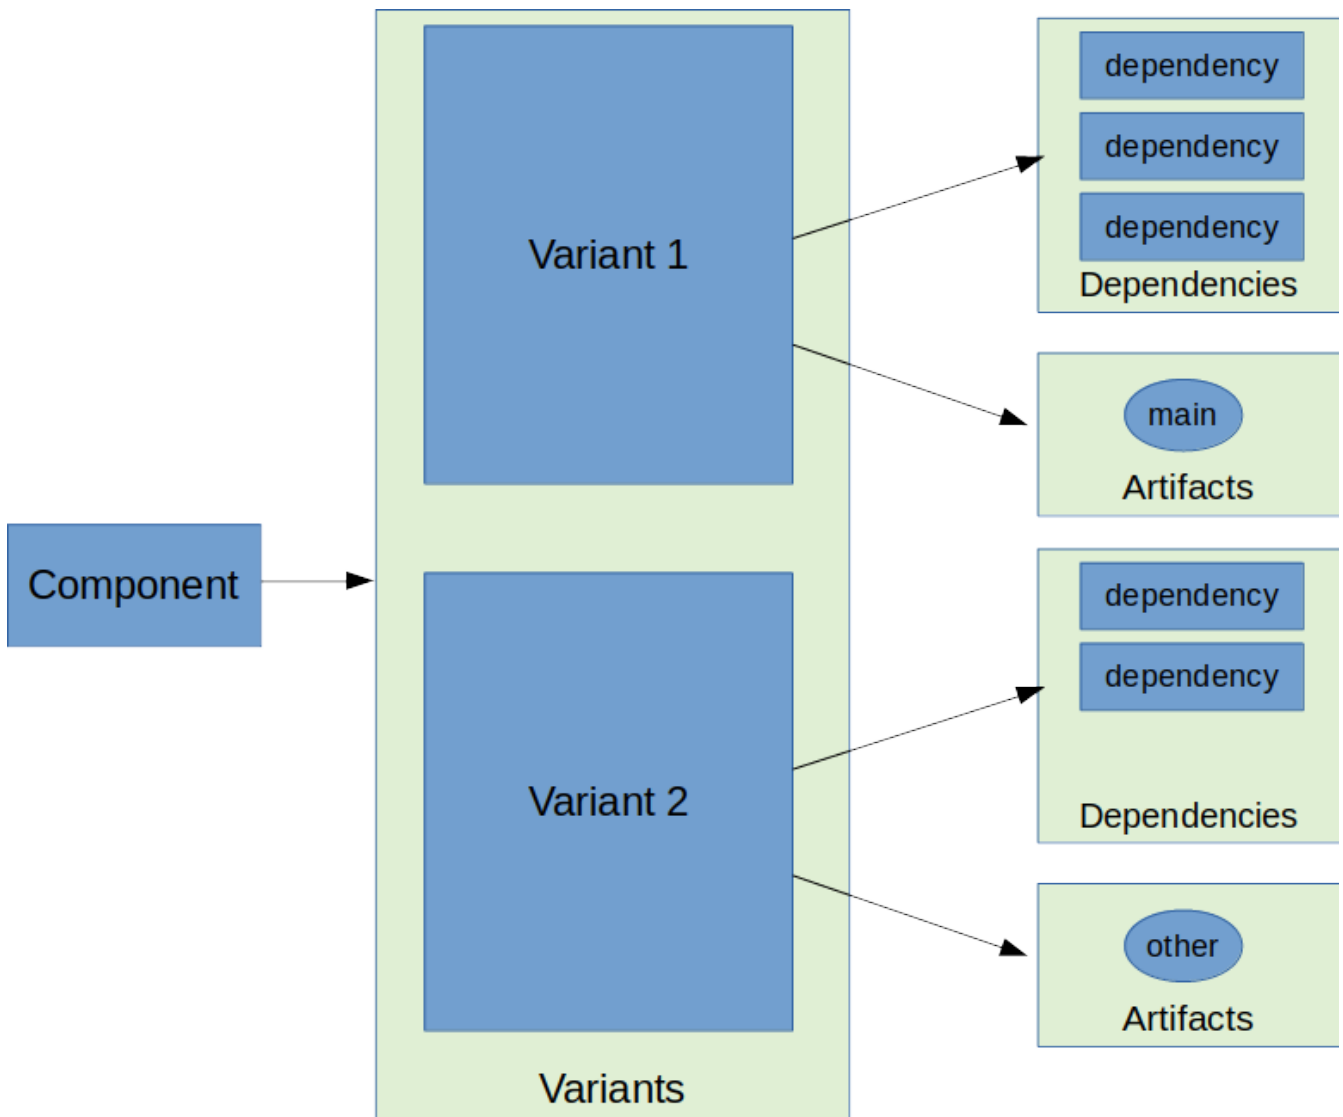 Component
Variant 1
Variant 2
Variants
dependency
dependency
dependency
Dependencies
main
Artifacts
dependency
dependency
Dependencies
other
Artifacts